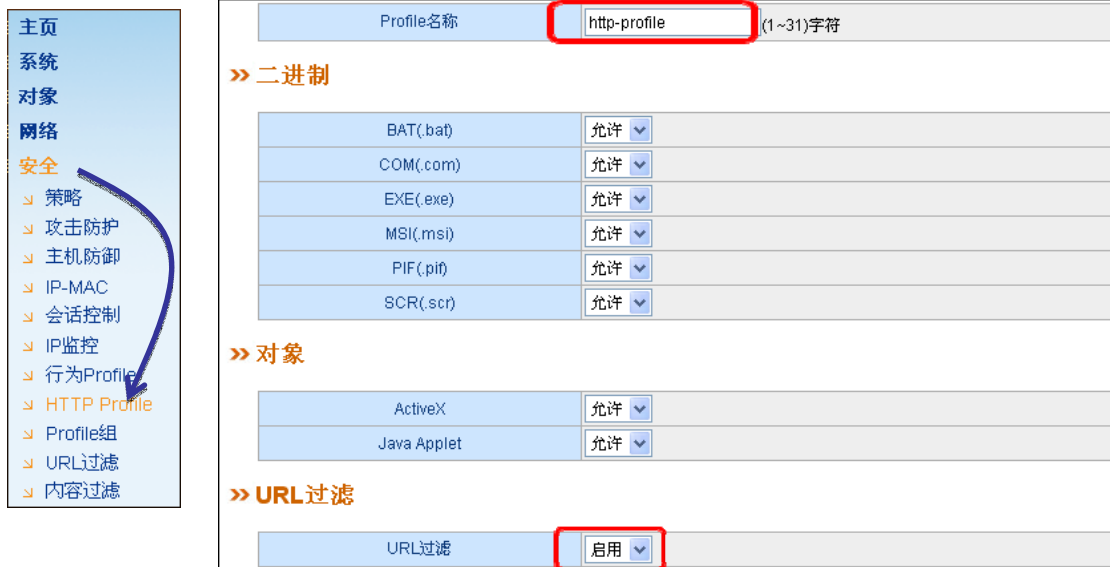 主页
系统
对象
网络
安全
策略
攻击防护
主机防御
IP-MAC
会话控制
IP监控
行为Profile
HTTP Profile
Profile组
URL过滤
内容过滤
Profile名称 http-profile (1~31)字符
» 二进制
BAT(.bat) 允许
COM(.com) 允许
EXE(.exe) 允许
MSI(.msi) 允许
PIF(.pif) 允许
SCR(.scr) 允许
» 对象
ActiveX 允许
Java Applet 允许
» URL过滤
URL过滤 启用